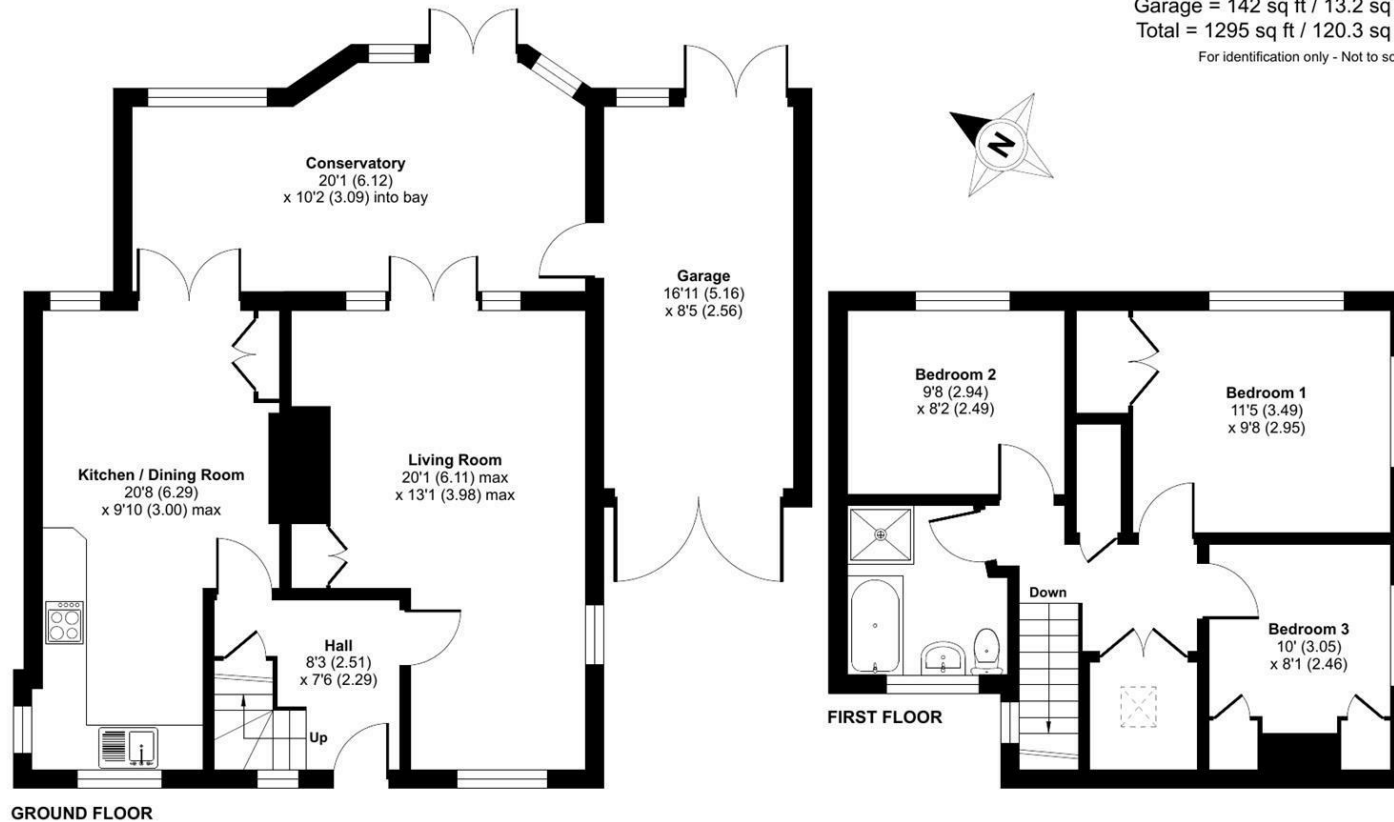 Garage = 142 sq ft / 13.2 sq
Total = 1295 sq ft / 120.3 sq
For identification only - Not to sc
N
Conservatory
20'1 (6.12)
x 10'2 (3.09) into bay
Garage
16'11 (5.16)
x 8'5 (2.56)
Kitchen / Dining Room
20'8 (6.29)
x 9'10 (3.00) max
Living Room
20'1 (6.11) max
x 13'1 (3.98) max
Hall
8'3 (2.51)
x 7'6 (2.29)
Up
GROUND FLOOR
Bedroom 2
9'8 (2.94)
x 8'2 (2.49)
Bedroom 1
11'5 (3.49)
x 9'8 (2.95)
Down
Bedroom 3
10' (3.05)
x 8'1 (2.46)
FIRST FLOOR